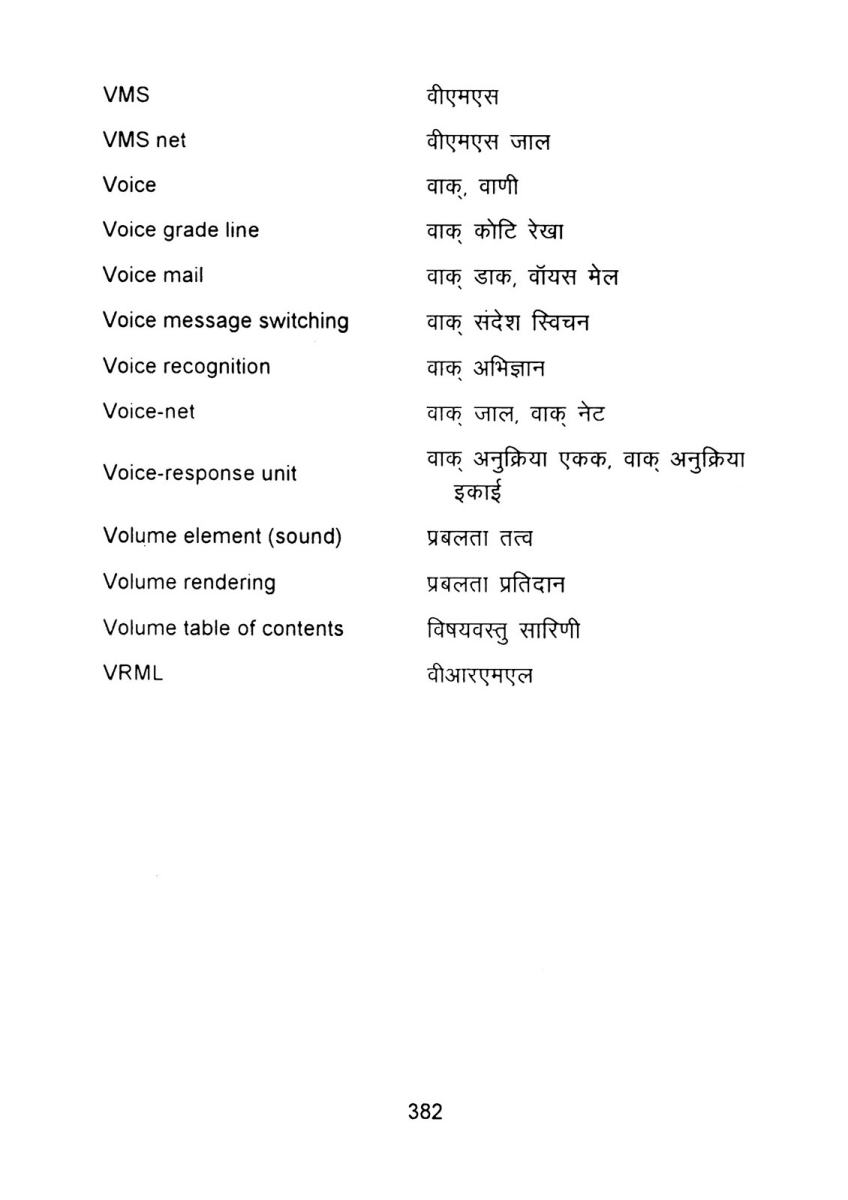 VMS वीएमएस
VMS net वीएमएस जाल
Voice वाक्, वाणी
Voice grade line वाक् कोटि रेखा
Voice mail वाक् डाक, वॉयस मेल
Voice message switching वाक् संदेश स्विचन
Voice recognition वाक् अभिज्ञान
Voice-net वाक् जाल, वाक् नेट
Voice-response unit वाक् अनुक्रिया एकक, वाक् अनुक्रिया
इकाई
Volume element (sound) प्रबलता तत्व
Volume rendering प्रबलता प्रतिदान
Volume table of contents विषयवस्तु सारिणी
VRML वीआरएमएल
382